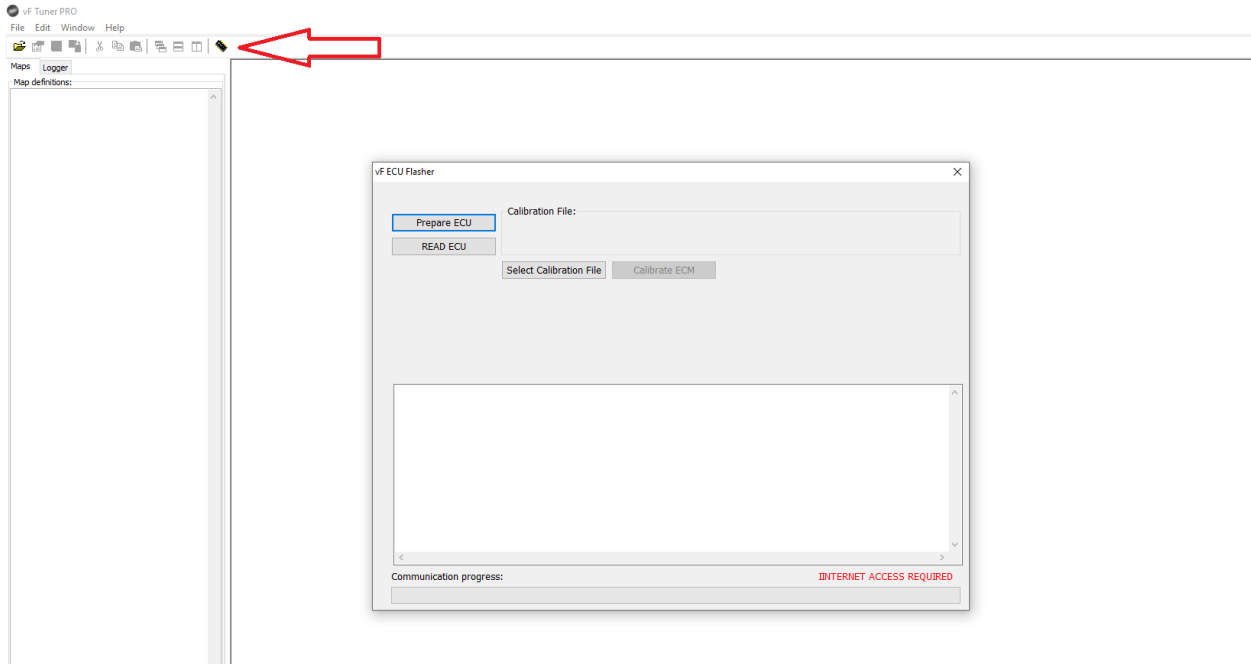 vF Tuner PRO
File Edit Window Help
Maps Logger
Map definitions:
vF ECU Flasher
Prepare ECU
Calibration File:
READ ECU
Select Calibration File Calibrate ECM
Communication progress:
IINTERNET ACCESS REQUIRED